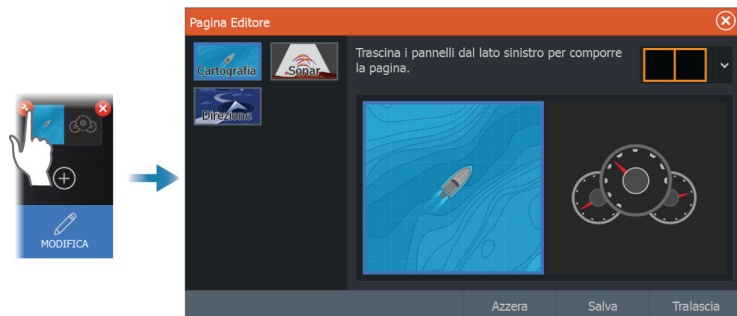 MODIFICA
Pagina Editore
Cartografia
Sonar
Direzione
Trascina i pannelli dal lato sinistro per comporre
la pagina.
Azzera
Salva
Tralascia